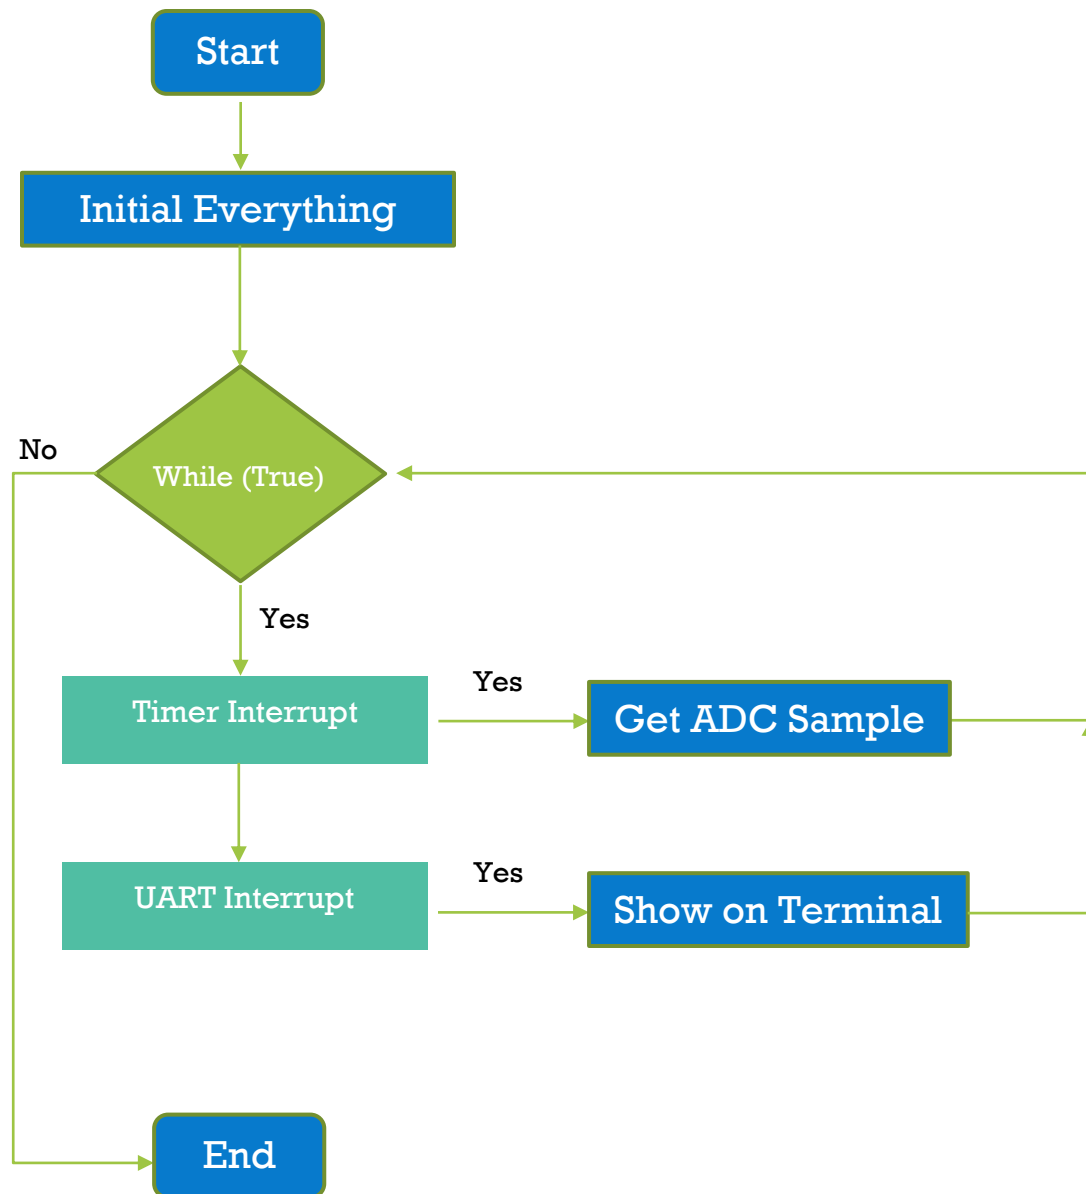 Start
Initial Everything
No
While (True)
Yes
Timer Interrupt
Yes
Get ADC Sample
UART Interrupt
Yes
Show on Terminal
End